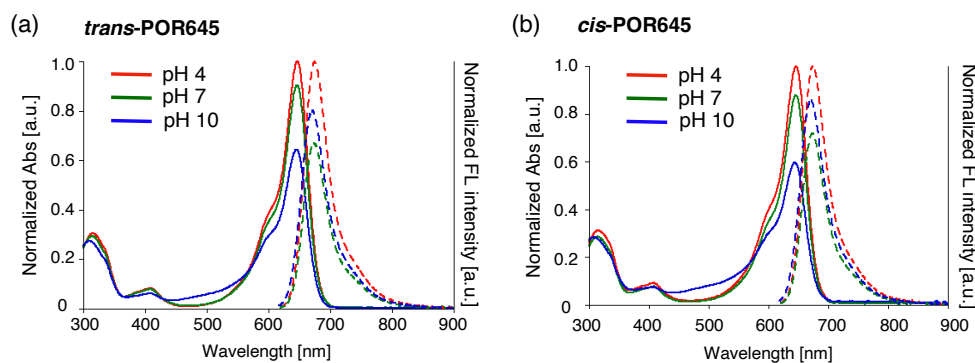 (a)
trans-POR645
pH 4
pH 7
pH 10
Normalized Abs [a.u.]
1.0
0.8
0.6
0.4
0.2
0
300 400 500 600 700 800 900
Wavelength [nm]
Normalized FL intensity [a.u.]
(b)
cis-POR645
pH 4
pH 7
pH 10
Normalized Abs [a.u.]
1.0
0.8
0.6
0.4
0.2
0
300 400 500 600 700 800 900
Wavelength [nm]
Normalized FL intensity [a.u.]